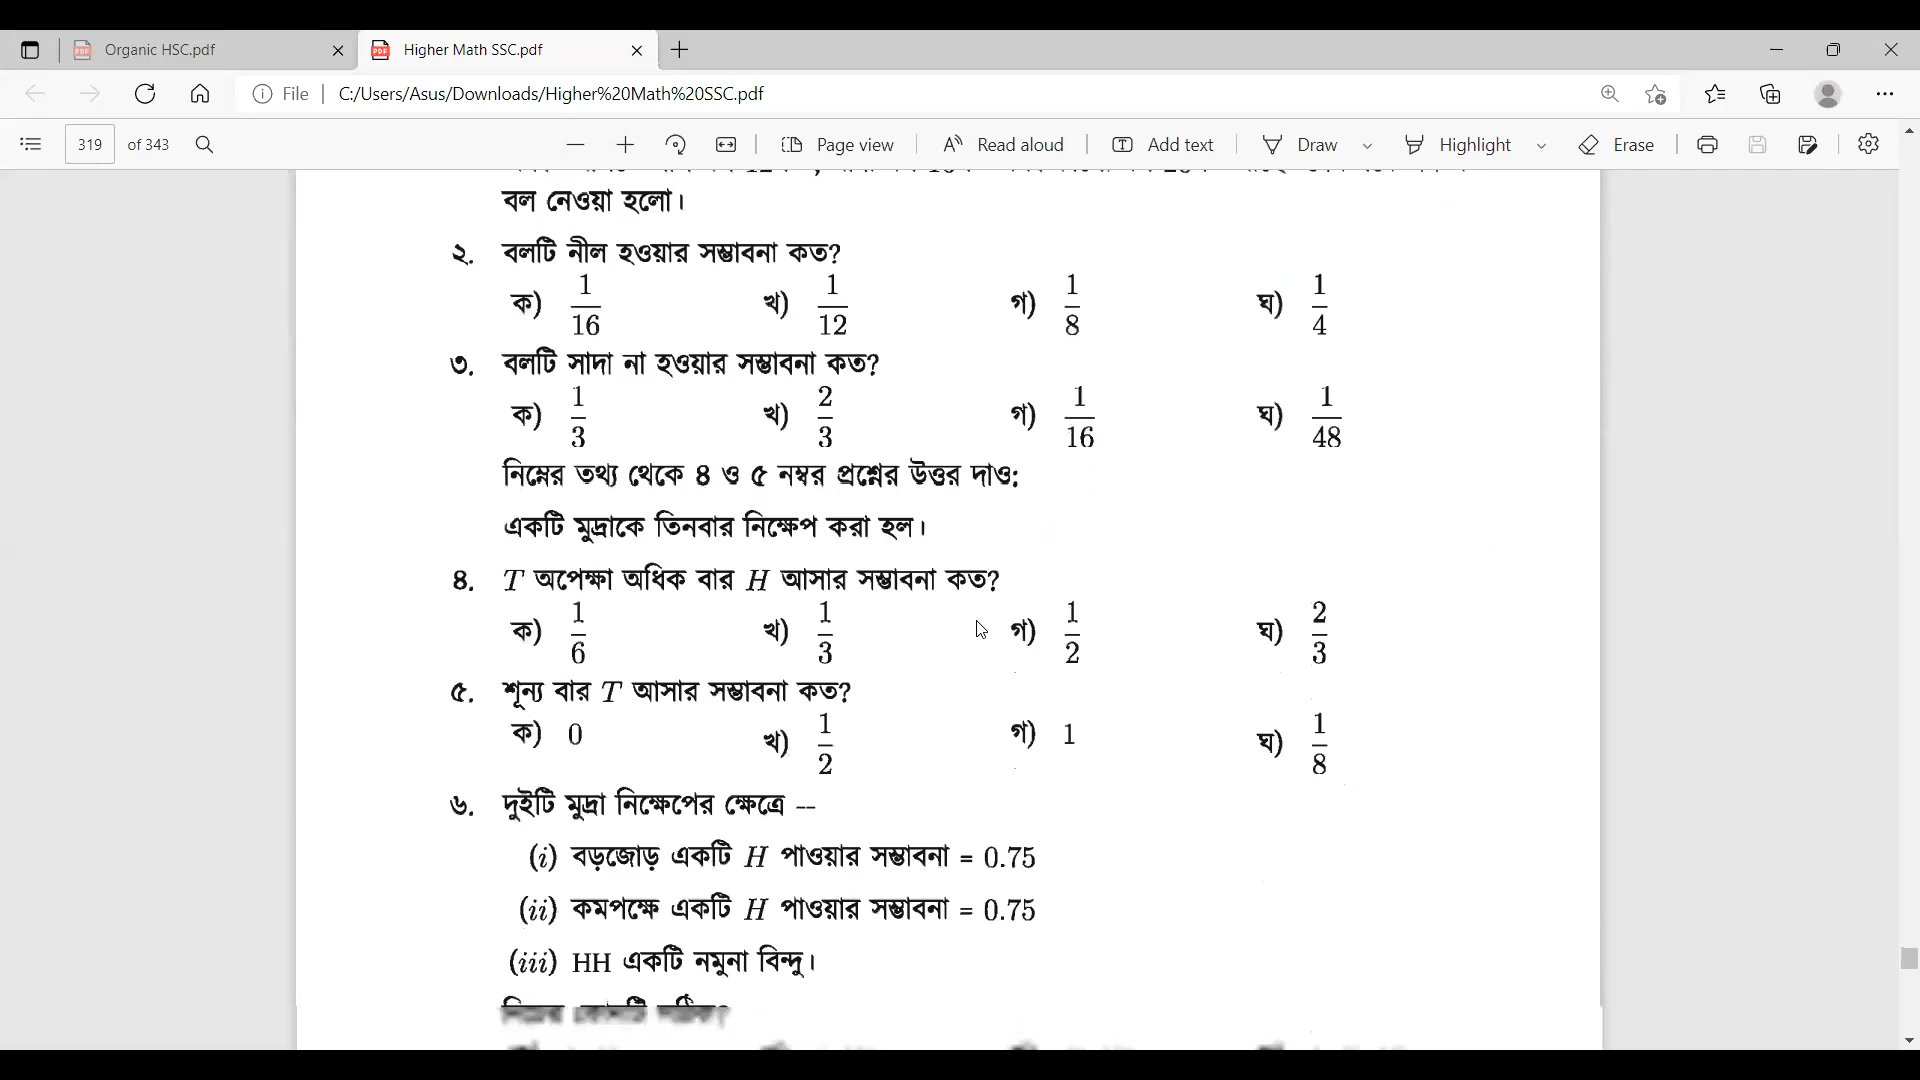 Organic HSC.pdf
Higher Math SSC.pdf
File
C:/Users/Asus/Downloads/Higher%20Math%20SSC.pdf
319 of 343
Page view
Read aloud
Add text
Draw
Highlight
Erase
বল নেওয়া হলো।
২. বলটি নীল হওয়ার সম্ভাবনা কত?
ক) 1/16 খ) 1/12 গ) 1/8 ঘ) 1/4
৩. বলটি সাদা না হওয়ার সম্ভাবনা কত?
ক) 1/3 খ) 2/3 গ) 1/16 ঘ) 1/48
নিম্নের তথ্য থেকে ৪ ও ৫ নম্বর প্রশ্নের উত্তর দাও:
একটি মুদ্রাকে তিনবার নিক্ষেপ করা হল।
৪. T অপেক্ষা অধিক বার H আসার সম্ভাবনা কত?
ক) 1/6 খ) 1/3 গ) 1/2 ঘ) 2/3
৫. শূন্য বার T আসার সম্ভাবনা কত?
ক) 0 খ) 1/2 গ) 1 ঘ) 1/8
৬. দুইটি মুদ্রা নিক্ষেপের ক্ষেত্রে --
(i) বড়জোড় একটি H পাওয়ার সম্ভাবনা = 0.75
(ii) কমপক্ষে একটি H পাওয়ার সম্ভাবনা = 0.75
(iii) HH একটি নমুনা বিন্দু।
নিচের কোনটি সঠিক?